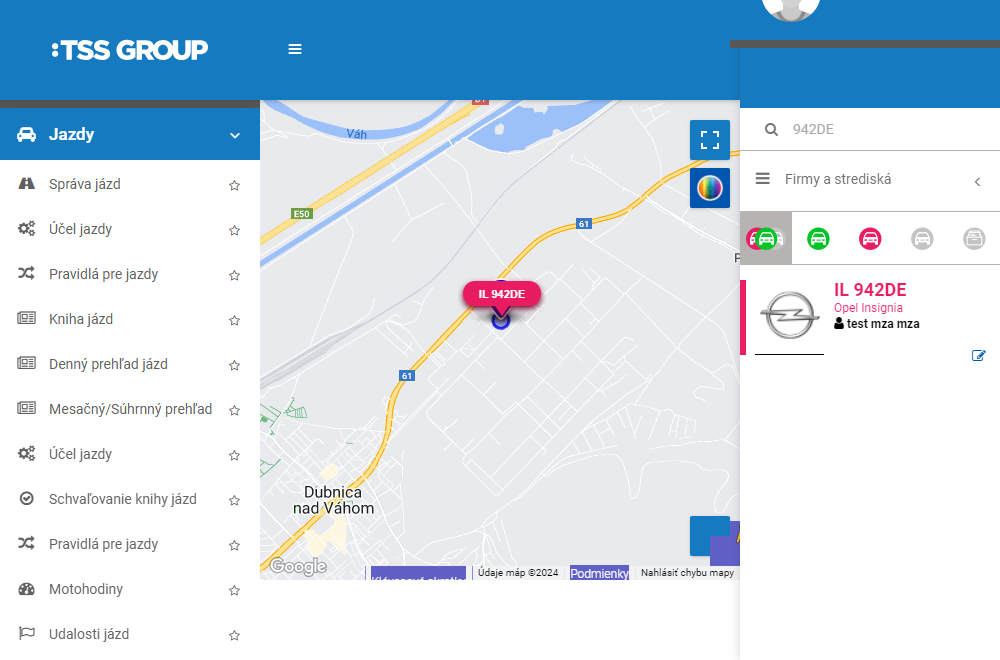 :TSS GROUP
Jazdy
Správa jázd
Účel jazdy
Pravidlá pre jazdy
Kniha jázd
Denný prehľad jázd
Mesačný/Súhrnný prehľad
Účel jazdy
Schvaľovanie knihy jázd
Pravidlá pre jazdy
Motohodiny
Udalosti jázd
Váh
E50
61
IL 942DE
61
Dubnica
nad Váhom
Google
Klávesové skratky
Údaje máp ©2024
Podmienky
Nahlásiť chybu mapy
942DE
Firmy a strediská
IL 942DE
Opel Insignia
test mza mza